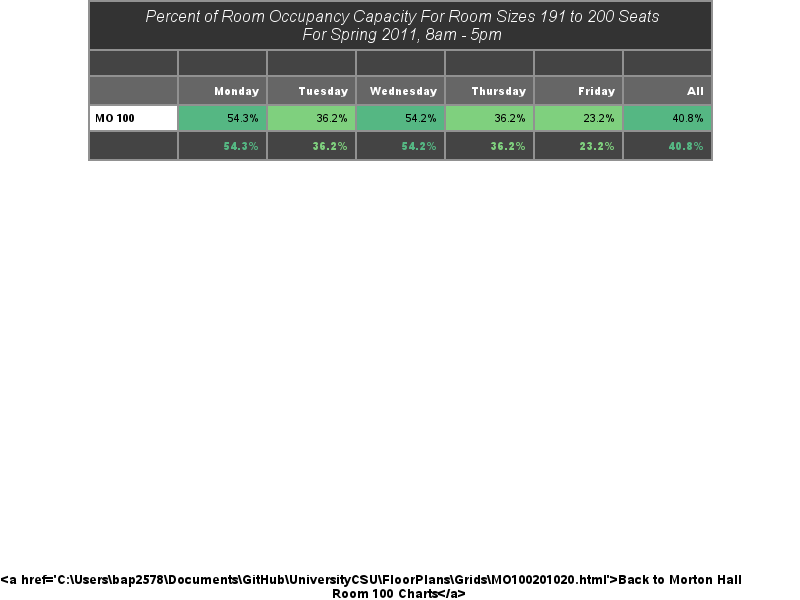 Percent of Room Occupancy Capacity For Room Sizes 191 to 200 Seats
For Spring 2011, 8am - 5pm
Monday Tuesday Wednesday Thursday Friday All
MO 100 54.3% 36.2% 54.2% 36.2% 23.2% 40.8%
54.3% 36.2% 54.2% 36.2% 23.2% 40.8%
<a href='C:\Users\bap2578\Documents\GitHub\UniversityCSU\FloorPlans\Grids\MO100201020.html'>Back to Morton Hall
Room 100 Charts</a>